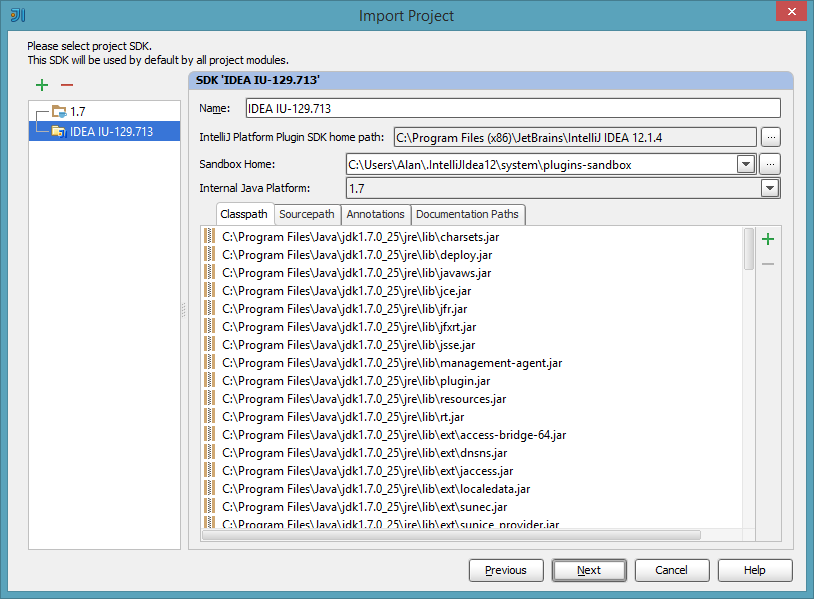 Import Project
Please select project SDK.
This SDK will be used by default by all project modules.
1.7
IDEA IU-129.713
SDK 'IDEA IU-129.713'
Name: IDEA IU-129.713
IntelliJ Platform Plugin SDK home path: C:\Program Files (x86)\JetBrains\IntelliJ IDEA 12.1.4 ...
Sandbox Home: C:\Users\Alan\.IntelliJIdea12\system\plugins-sandbox ...
Internal Java Platform: 1.7
Classpath Sourcepath Annotations Documentation Paths
C:\Program Files\Java\jdk1.7.0_25\jre\lib\charsets.jar
C:\Program Files\Java\jdk1.7.0_25\jre\lib\deploy.jar
C:\Program Files\Java\jdk1.7.0_25\jre\lib\javaws.jar
C:\Program Files\Java\jdk1.7.0_25\jre\lib\jce.jar
C:\Program Files\Java\jdk1.7.0_25\jre\lib\jfr.jar
C:\Program Files\Java\jdk1.7.0_25\jre\lib\jfxrt.jar
C:\Program Files\Java\jdk1.7.0_25\jre\lib\jsse.jar
C:\Program Files\Java\jdk1.7.0_25\jre\lib\management-agent.jar
C:\Program Files\Java\jdk1.7.0_25\jre\lib\plugin.jar
C:\Program Files\Java\jdk1.7.0_25\jre\lib\resources.jar
C:\Program Files\Java\jdk1.7.0_25\jre\lib\rt.jar
C:\Program Files\Java\jdk1.7.0_25\jre\lib\ext\access-bridge-64.jar
C:\Program Files\Java\jdk1.7.0_25\jre\lib\ext\dnsns.jar
C:\Program Files\Java\jdk1.7.0_25\jre\lib\ext\jaccess.jar
C:\Program Files\Java\jdk1.7.0_25\jre\lib\ext\localedata.jar
C:\Program Files\Java\jdk1.7.0_25\jre\lib\ext\sunec.jar
C:\Program Files\Java\jdk1.7.0_25\jre\lib\ext\sunjce_provider.jar
Previous Next Cancel Help